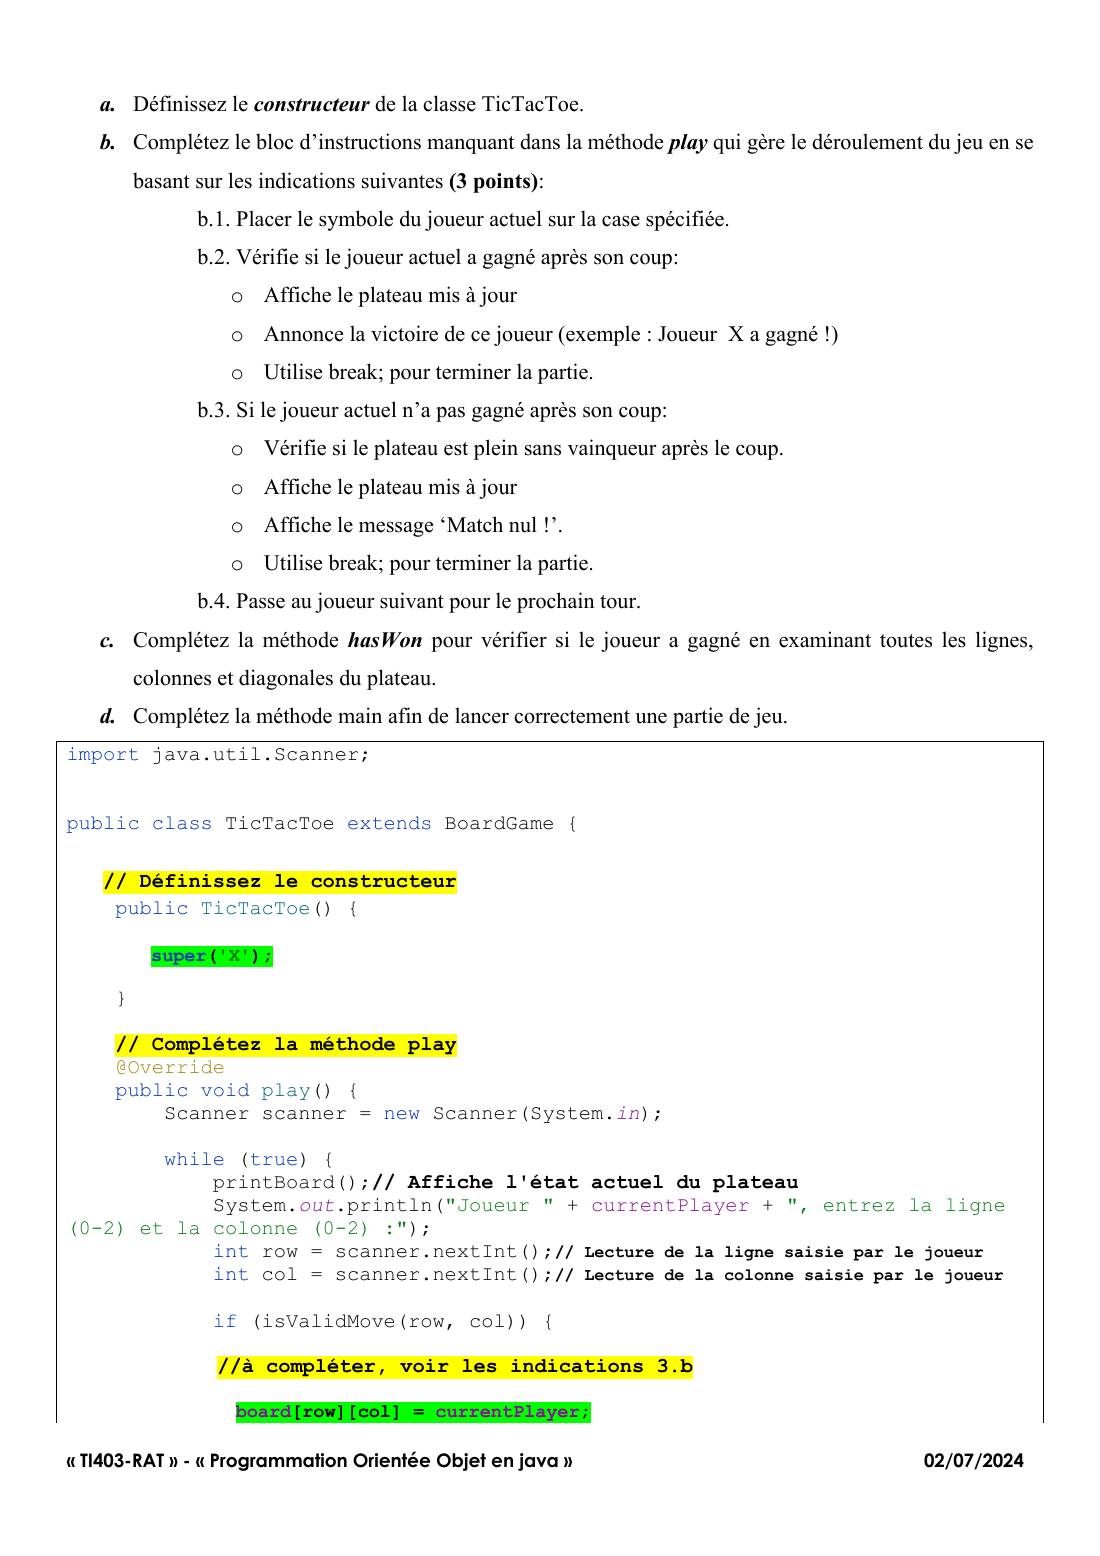 a. Définissez le constructeur de la classe TicTacToe.
b. Complétez le bloc d’instructions manquant dans la méthode play qui gère le déroulement du jeu en se
basant sur les indications suivantes (3 points):
b.1. Placer le symbole du joueur actuel sur la case spécifiée.
b.2. Vérifie si le joueur actuel a gagné après son coup:
o Affiche le plateau mis à jour
o Annonce la victoire de ce joueur (exemple : Joueur X a gagné !)
o Utilise break; pour terminer la partie.
b.3. Si le joueur actuel n’a pas gagné après son coup:
o Vérifie si le plateau est plein sans vainqueur après le coup.
o Affiche le plateau mis à jour
o Affiche le message ‘Match nul !’.
o Utilise break; pour terminer la partie.
b.4. Passe au joueur suivant pour le prochain tour.
c. Complétez la méthode hasWon pour vérifier si le joueur a gagné en examinant toutes les lignes,
colonnes et diagonales du plateau.
d. Complétez la méthode main afin de lancer correctement une partie de jeu.
import java.util.Scanner;
public class TicTacToe extends BoardGame {
// Définissez le constructeur
public TicTacToe() {
super('X');
}
// Complétez la méthode play
@Override
public void play() {
Scanner scanner = new Scanner(System.in);
while (true) {
printBoard();// Affiche l'état actuel du plateau
System.out.println("Joueur " + currentPlayer + ", entrez la ligne
(0-2) et la colonne (0-2) :");
int row = scanner.nextInt();// Lecture de la ligne saisie par le joueur
int col = scanner.nextInt();// Lecture de la colonne saisie par le joueur
if (isValidMove(row, col)) {
//à compléter, voir les indications 3.b
board[row][col] = currentPlayer;
« TI403-RAT » - « Programmation Orientée Objet en java » 02/07/2024